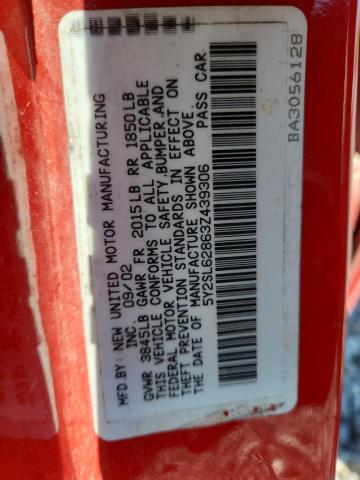 MFD.BY: NEW UNITED MOTOR MANUFACTURING
INC. 09/02
GVWR 3845LB GAWR FR 2015LB RR 1850LB
THIS VEHICLE CONFORMS TO ALL APPLICABLE
FEDERAL MOTOR VEHICLE SAFETY,BUMPER,AND
THEFT PREVENTION STANDARDS IN EFFECT ON
THE DATE OF MANUFACTURE SHOWN ABOVE
5Y2SL62863Z439306 PASS CAR
BA3056128